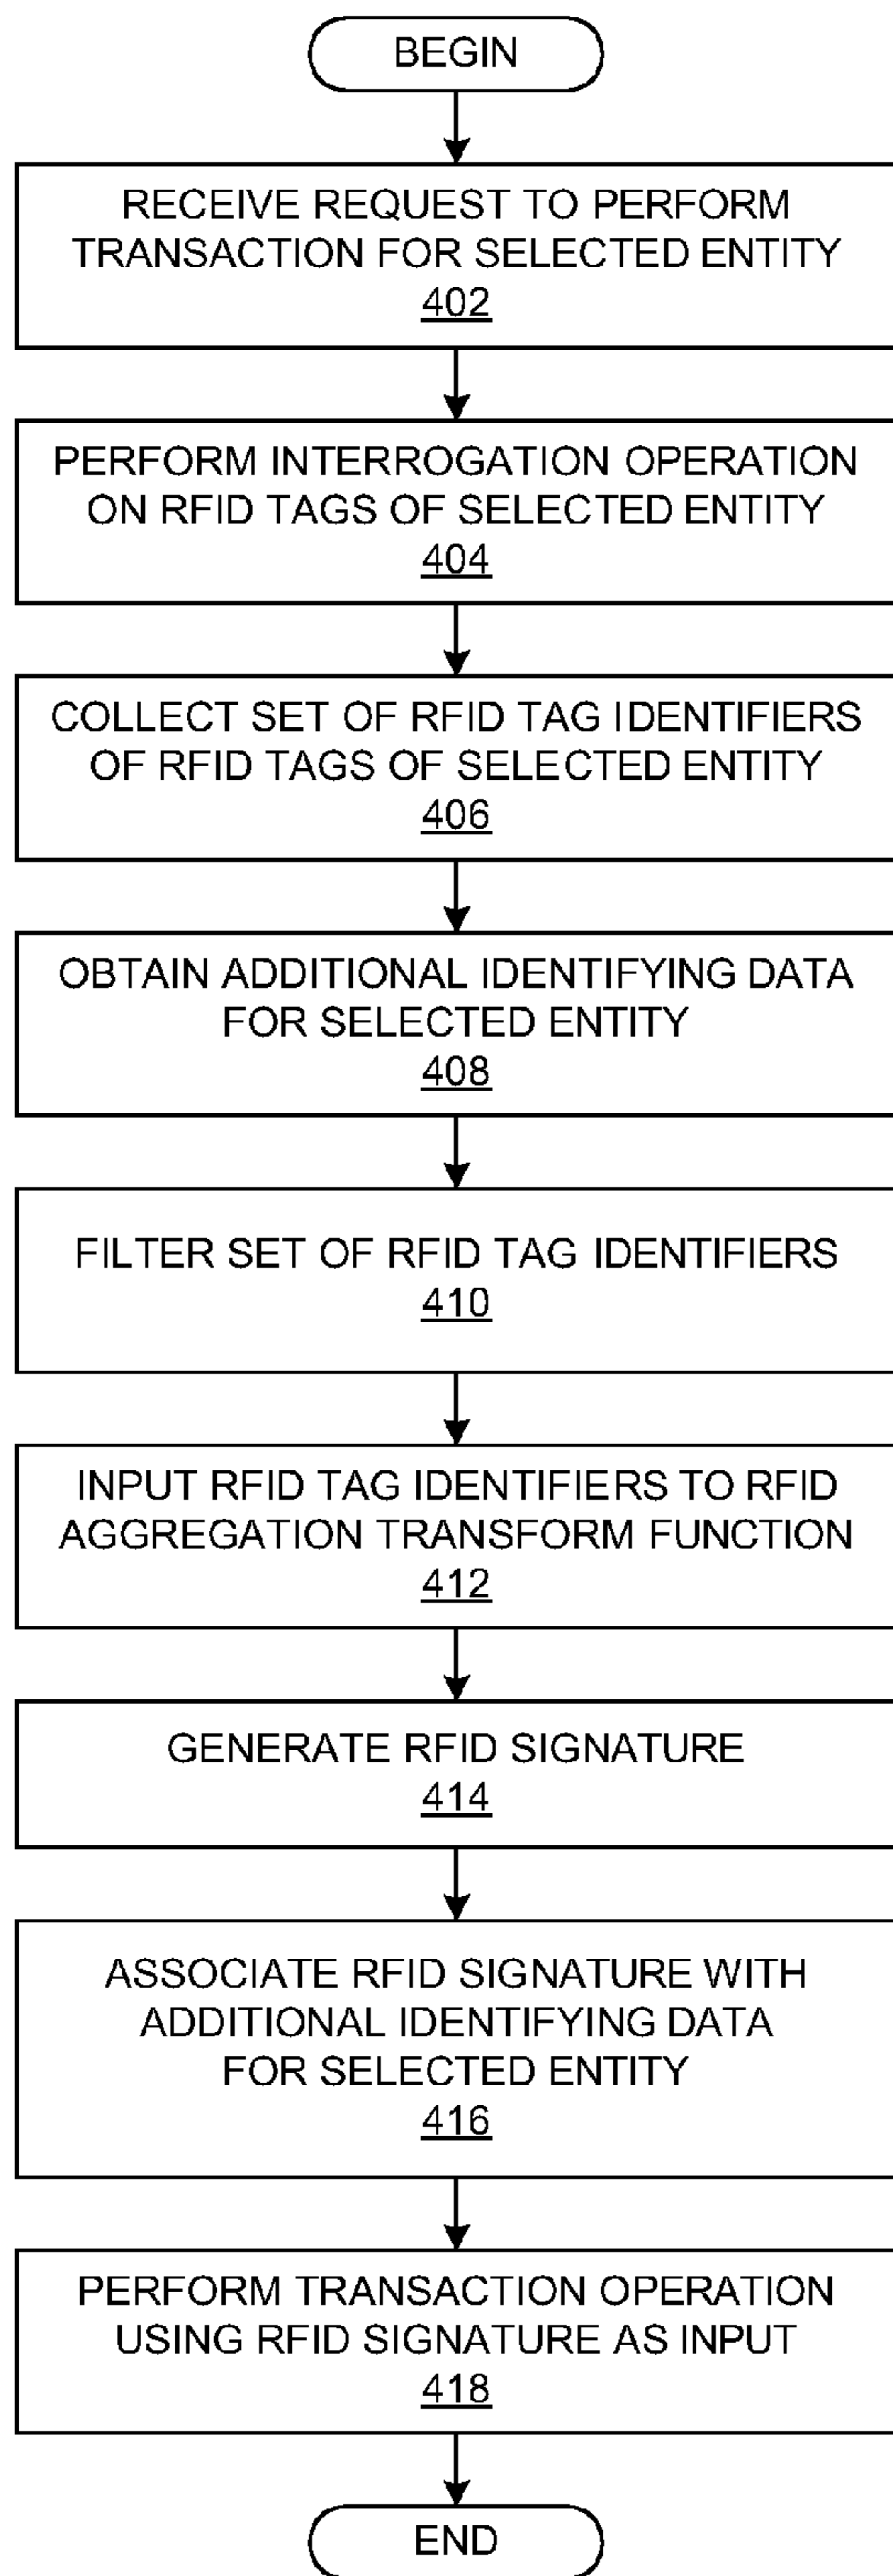 BEGIN
RECEIVE REQUEST TO PERFORM
TRANSACTION FOR SELECTED ENTITY
402
PERFORM INTERROGATION OPERATION
ON RFID TAGS OF SELECTED ENTITY
404
COLLECT SET OF RFID TAG IDENTIFIERS
OF RFID TAGS OF SELECTED ENTITY
406
OBTAIN ADDITIONAL IDENTIFYING DATA
FOR SELECTED ENTITY
408
FILTER SET OF RFID TAG IDENTIFIERS
410
INPUT RFID TAG IDENTIFIERS TO RFID
AGGREGATION TRANSFORM FUNCTION
412
GENERATE RFID SIGNATURE
414
ASSOCIATE RFID SIGNATURE WITH
ADDITIONAL IDENTIFYING DATA
FOR SELECTED ENTITY
416
PERFORM TRANSACTION OPERATION
USING RFID SIGNATURE AS INPUT
418
END